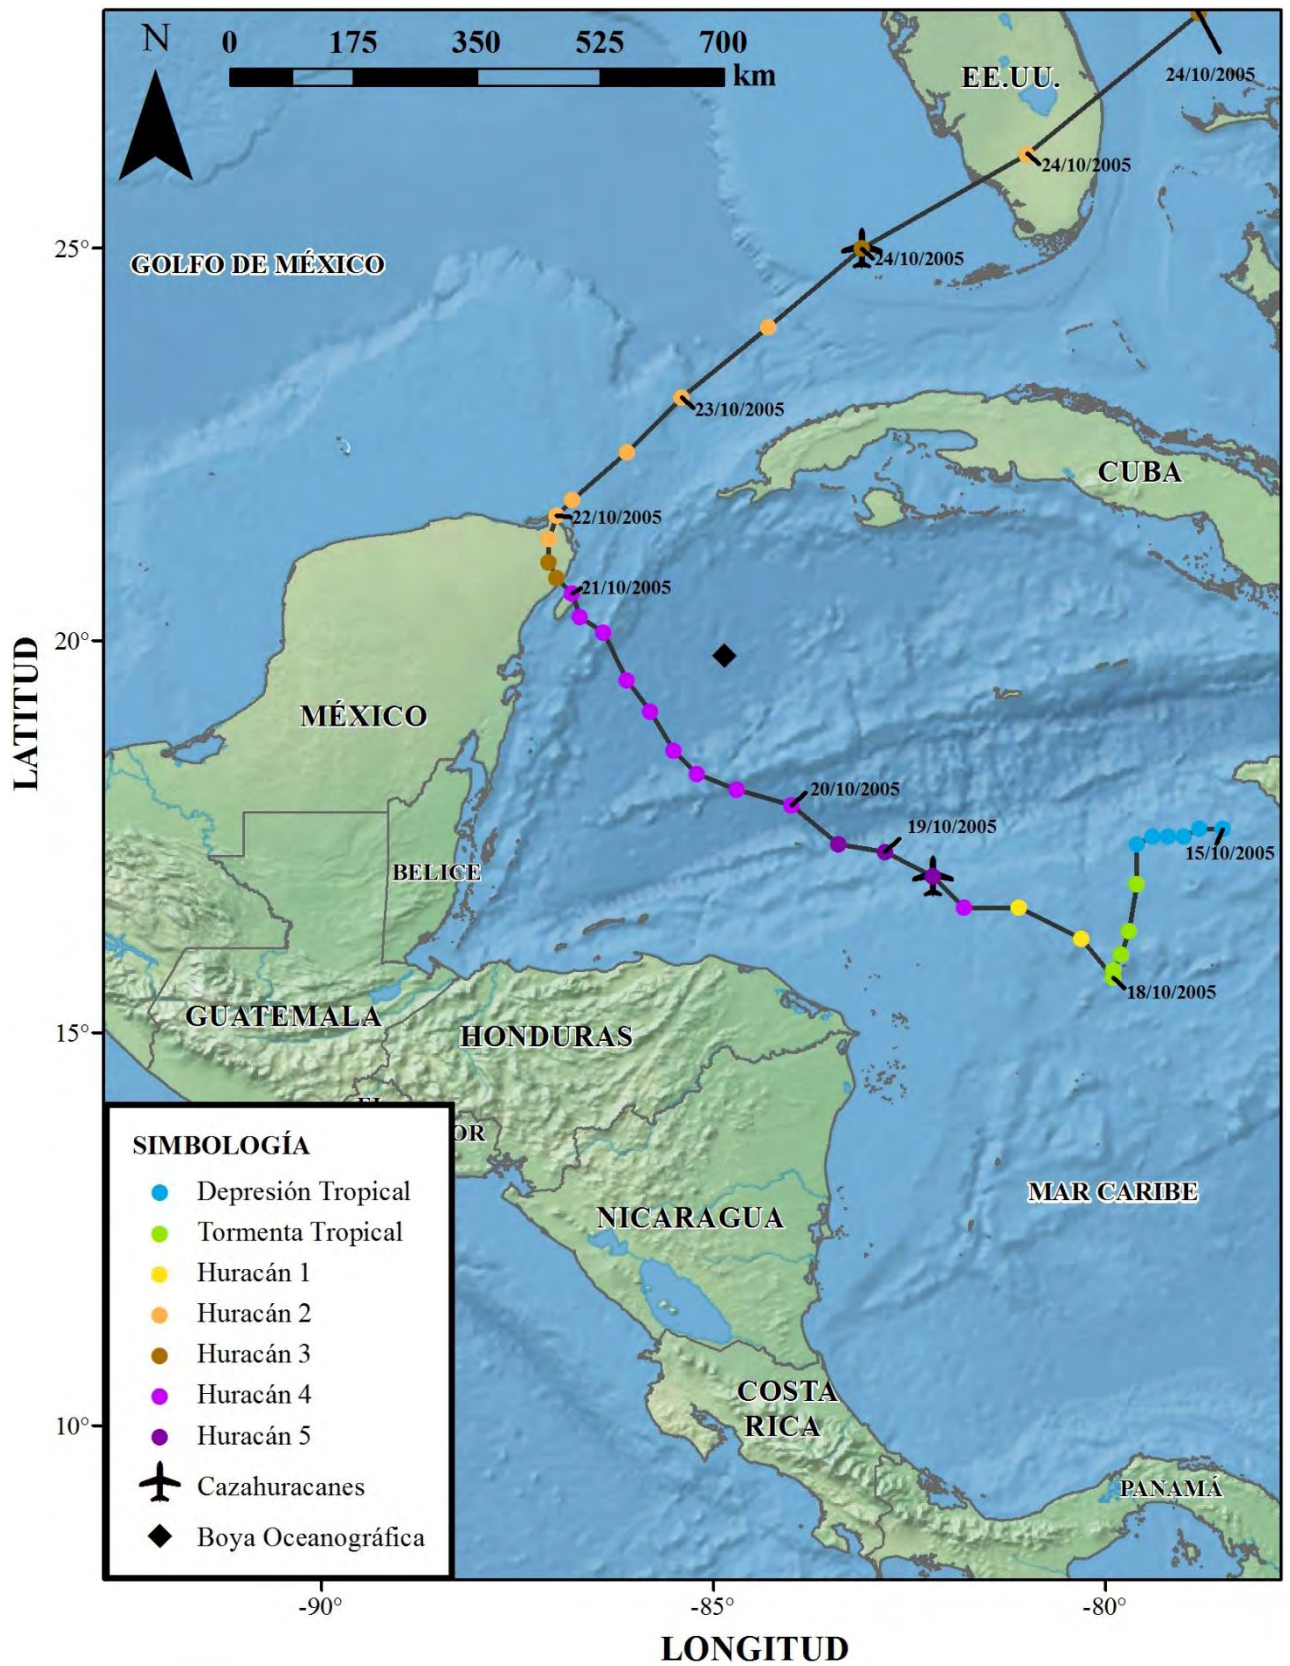 N
0 175 350 525 700
km
EE.UU.
24/10/2005
24/10/2005
25°
GOLFO DE MÉXICO
24/10/2005
23/10/2005
CUBA
22/10/2005
21/10/2005
20°
LATITUD
MÉXICO
20/10/2005
19/10/2005
15/10/2005
BELICE
18/10/2005
GUATEMALA
15°
HONDURAS
OR
SIMBOLOGÍA
Depresión Tropical
Tormenta Tropical
Huracán 1
Huracán 2
Huracán 3
Huracán 4
Huracán 5
Cazahuracanes
Boya Oceanográfica
MAR CARIBE
NICARAGUA
COSTA
RICA
10°
PANAMÁ
-90° -85° -80°
LONGITUD